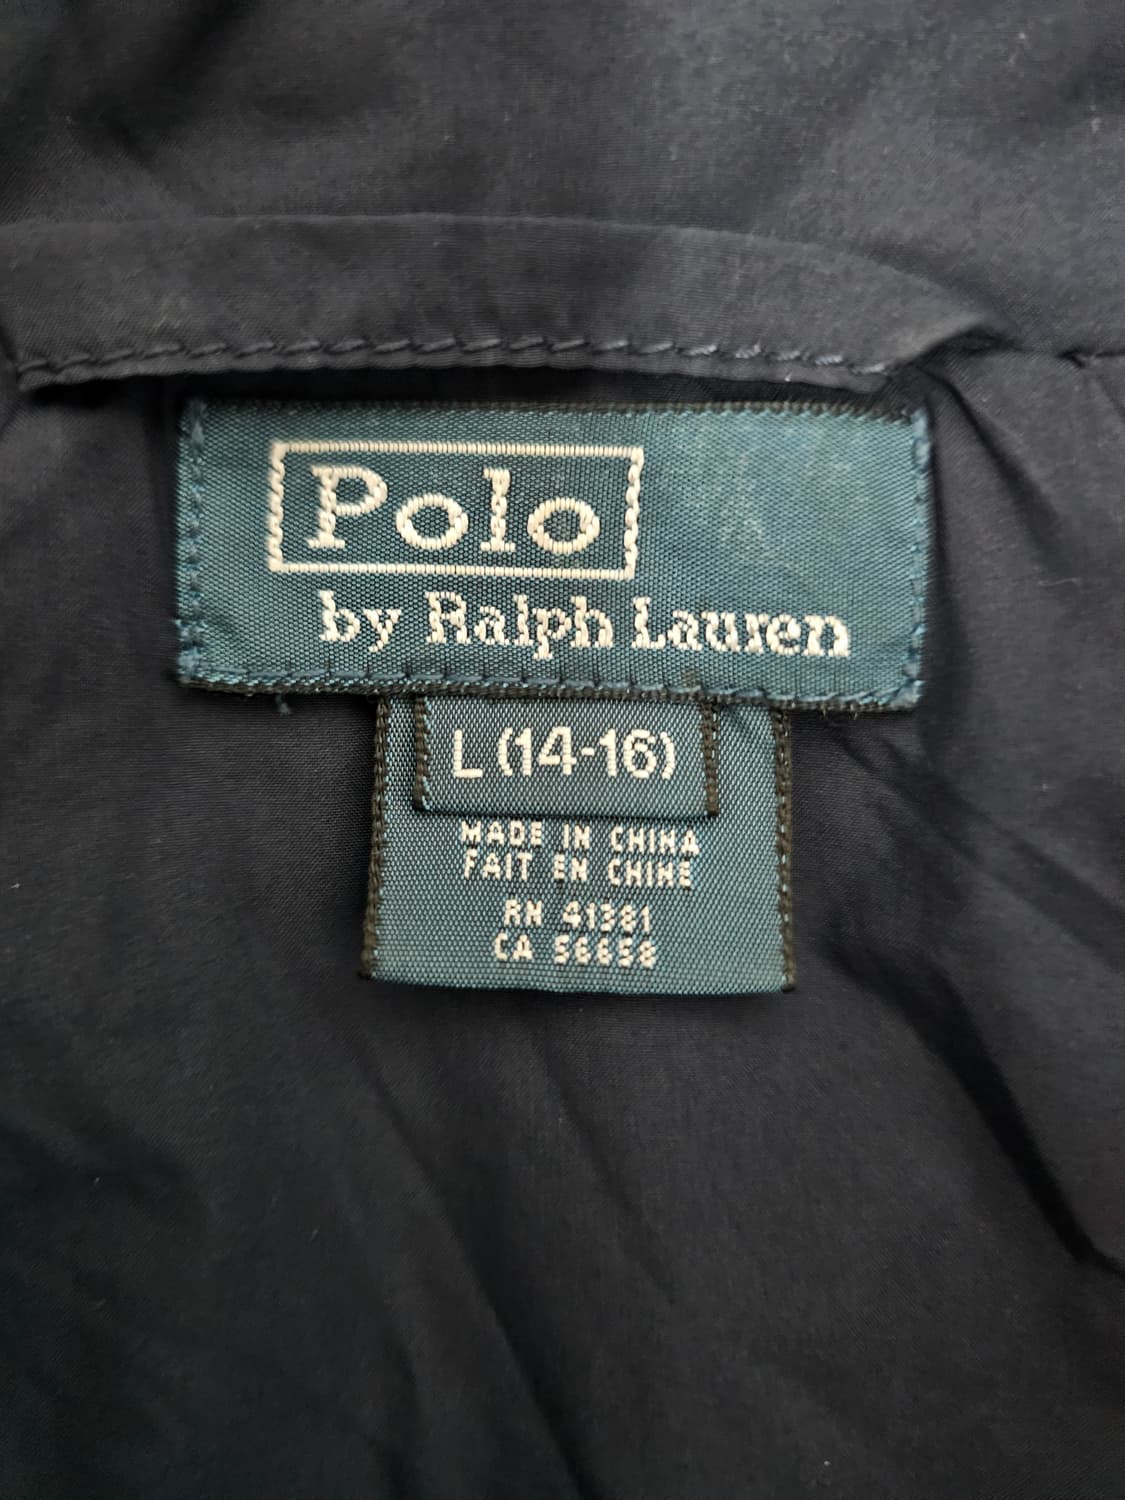 Polo
by Ralph Lauren
L (14-16)
MADE IN CHINA
FAIT EN CHINE
RN 41381
CA 56658